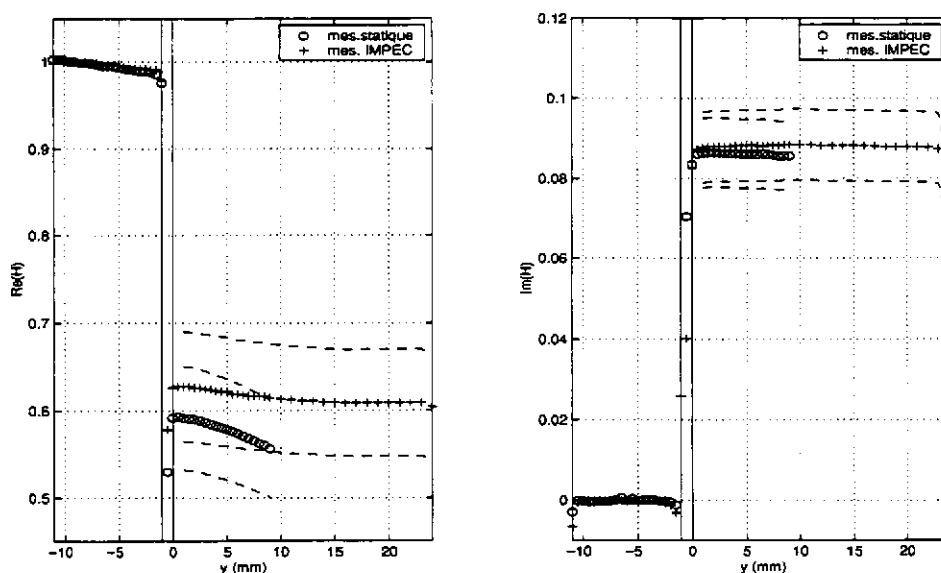 mes.statique
mes. IMPEC
1
0.9
0.8
0.7
0.6
0.5
Re(H)
−10 −5 0 5 10 15 20
y (mm)
mes.statique
mes. IMPEC
0.12
0.1
0.08
0.06
0.04
0.02
0
Im(H)
−10 −5 0 5 10 15 20
y (mm)